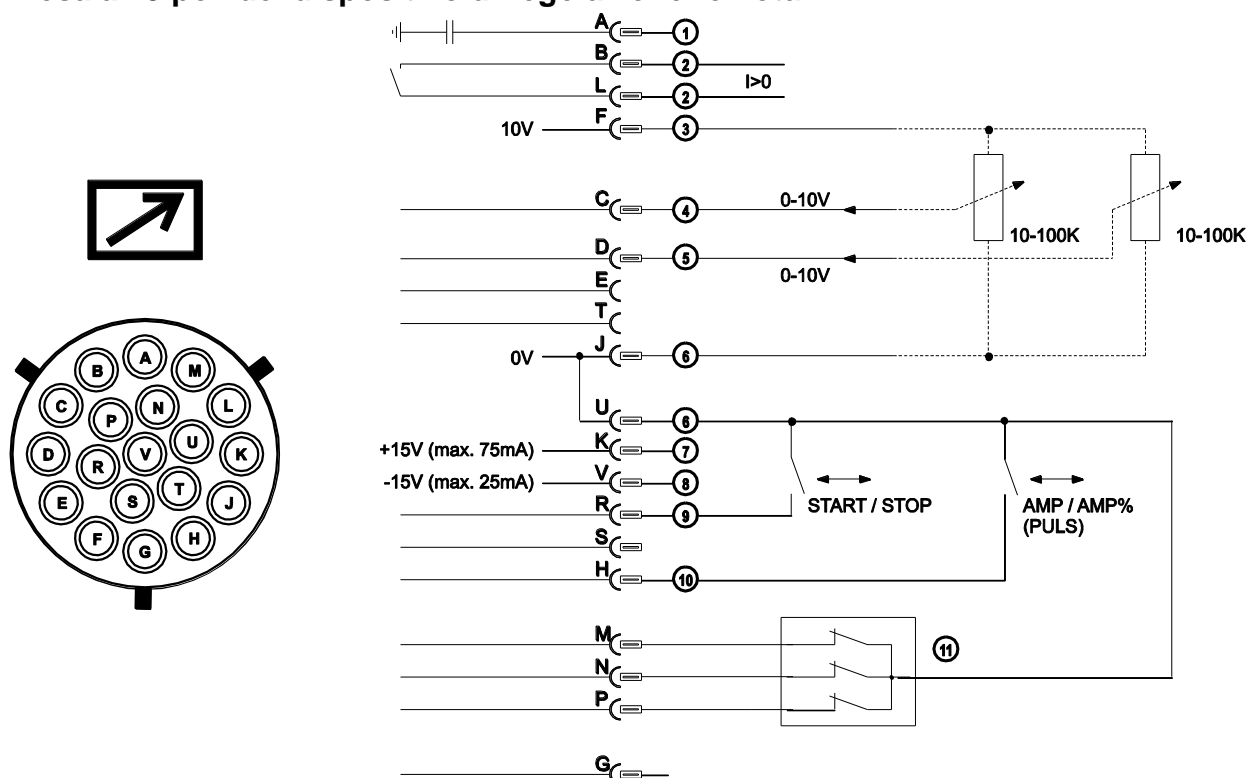 A 1
B 2
I>0
L 2
F
10V 3
C 4 0-10V
10-100K 10-100K
D 5
0-10V
E
T
J
0V 6
U 6
K
+15V (max. 75mA) 7
V
-15V (max. 25mA) 8
R 9
START / STOP
AMP / AMP%
(PULS)
S
H 10
M
11
N
P
G
A
B M
C N L
P
D V U K
R
E S T J
F H
G